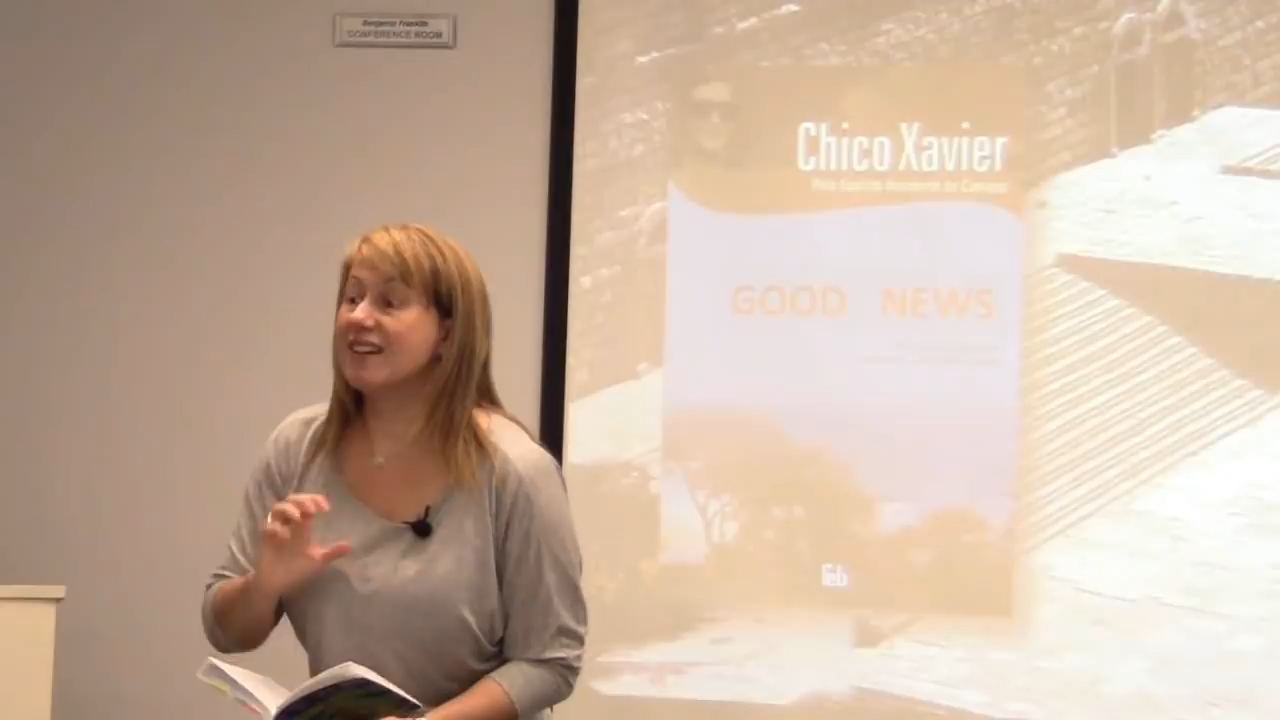 Benjamin Franklin
CONFERENCE ROOM
Chico Xavier
Pelo Espírito Humberto de Campos
GOOD NEWS
feb